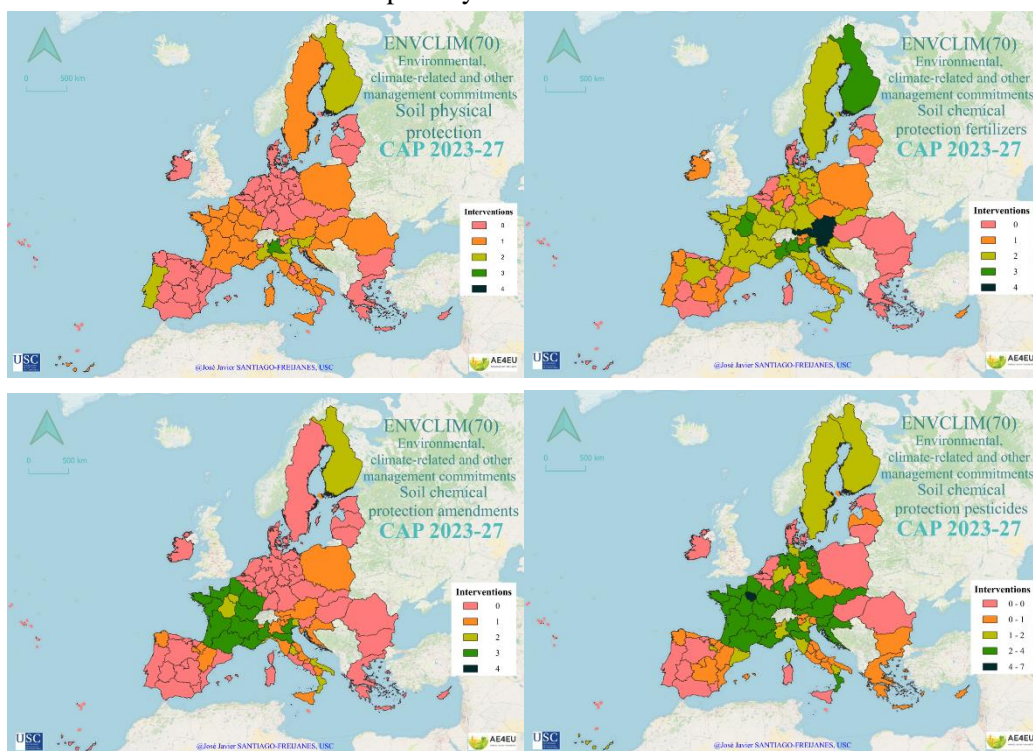 ENVCLIM(70)
Environmental,
climate-related and other
management commitments
Soil physical
protection
CAP 2023-27
0 500 km
Interventions
0
1
2
3
4
USC
@José Javier SANTIAGO-FREIJANES, USC
AE4EU
ENVCLIM(70)
Environmental,
climate-related and other
management commitments
Soil chemical
protection fertilizers
CAP 2023-27
0 500 km
Interventions
0
1
2
3
4
USC
@José Javier SANTIAGO-FREIJANES, USC
AE4EU
ENVCLIM(70)
Environmental,
climate-related and other
management commitments
Soil chemical
protection amendments
CAP 2023-27
0 500 km
Interventions
0
1
2
3
4
USC
@José Javier SANTIAGO-FREIJANES, USC
AE4EU
ENVCLIM(70)
Environmental,
climate-related and other
management commitments
Soil chemical
protection pesticides
CAP 2023-27
0 500 km
Interventions
0 - 0
0 - 1
1 - 2
2 - 4
4 - 7
USC
@José Javier SANTIAGO-FREIJANES, USC
AE4EU